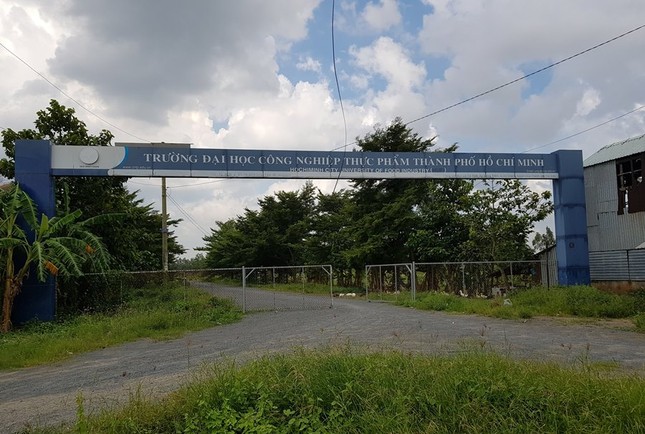 TRƯỜNG ĐẠI HỌC CÔNG NGHIỆP THỰC PHẨM THÀNH PHỐ HỒ CHÍ MINH
HOCHIMINH CITY UNIVERSITY OF FOOD INDUSTRY